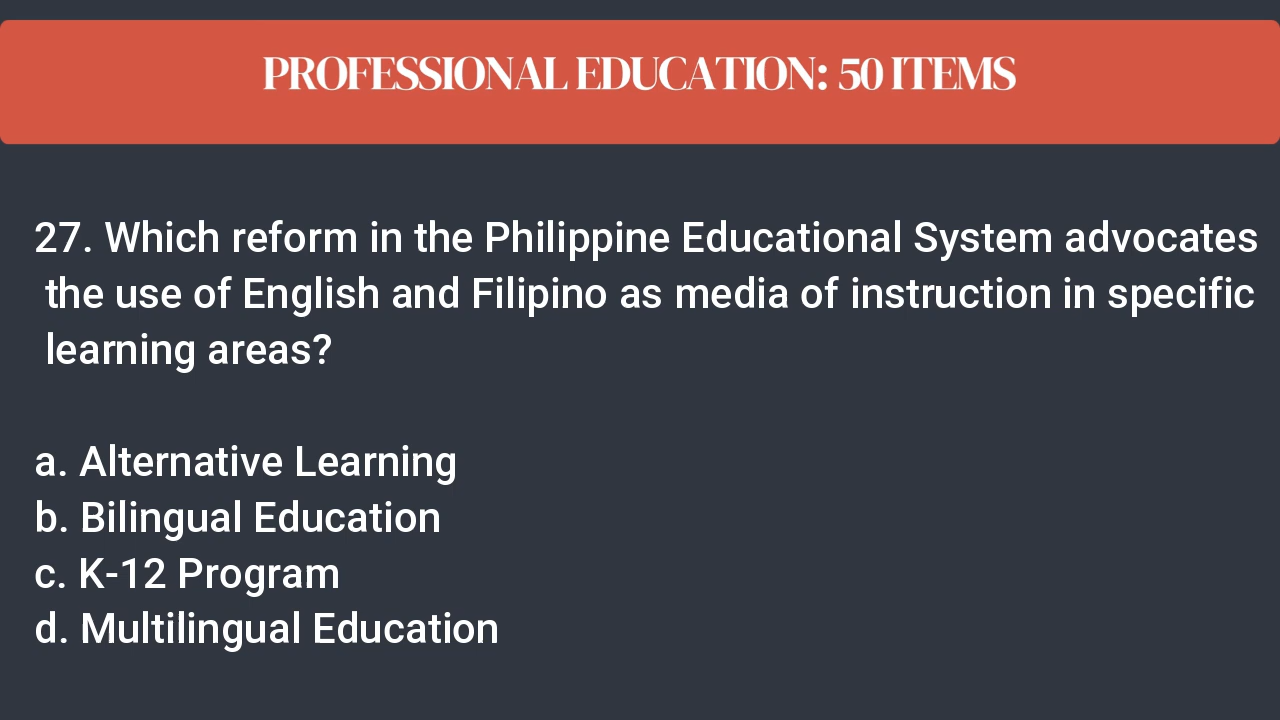 PROFESSIONAL EDUCATION: 50 ITEMS
27. Which reform in the Philippine Educational System advocates
the use of English and Filipino as media of instruction in specific
learning areas?
a. Alternative Learning
b. Bilingual Education
c. K-12 Program
d. Multilingual Education